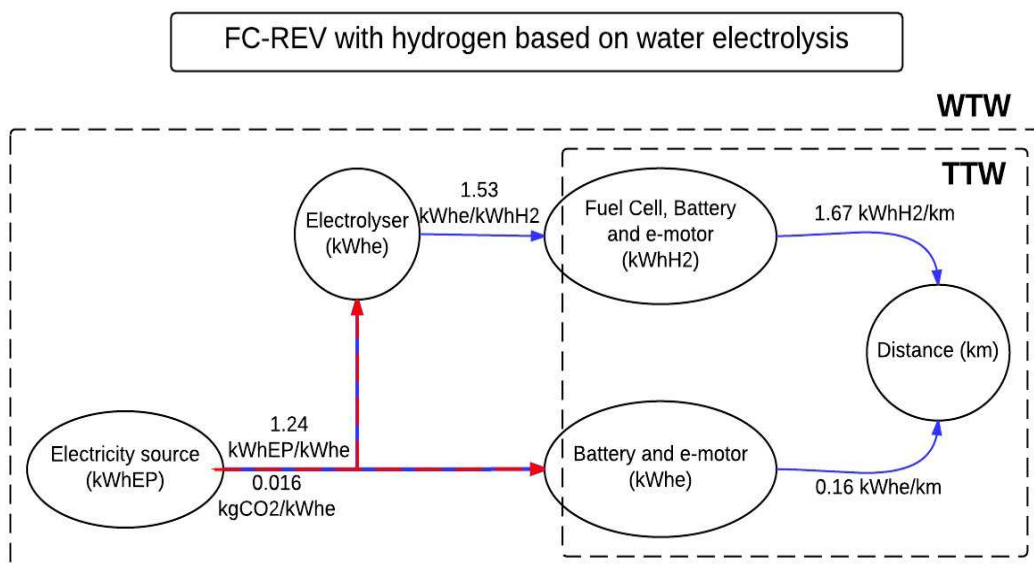 FC-REV with hydrogen based on water electrolysis
WTW
TTW
1.53
kWhe/kWhH2
Electrolyser
(kWhe)
Fuel Cell, Battery
and e-motor
(kWhH2)
1.67 kWhH2/km
Distance (km)
1.24
kWhEP/kWhe
Electricity source
(kWhEP)
0.016
kgCO2/kWhe
Battery and e-motor
(kWhe)
0.16 kWhe/km